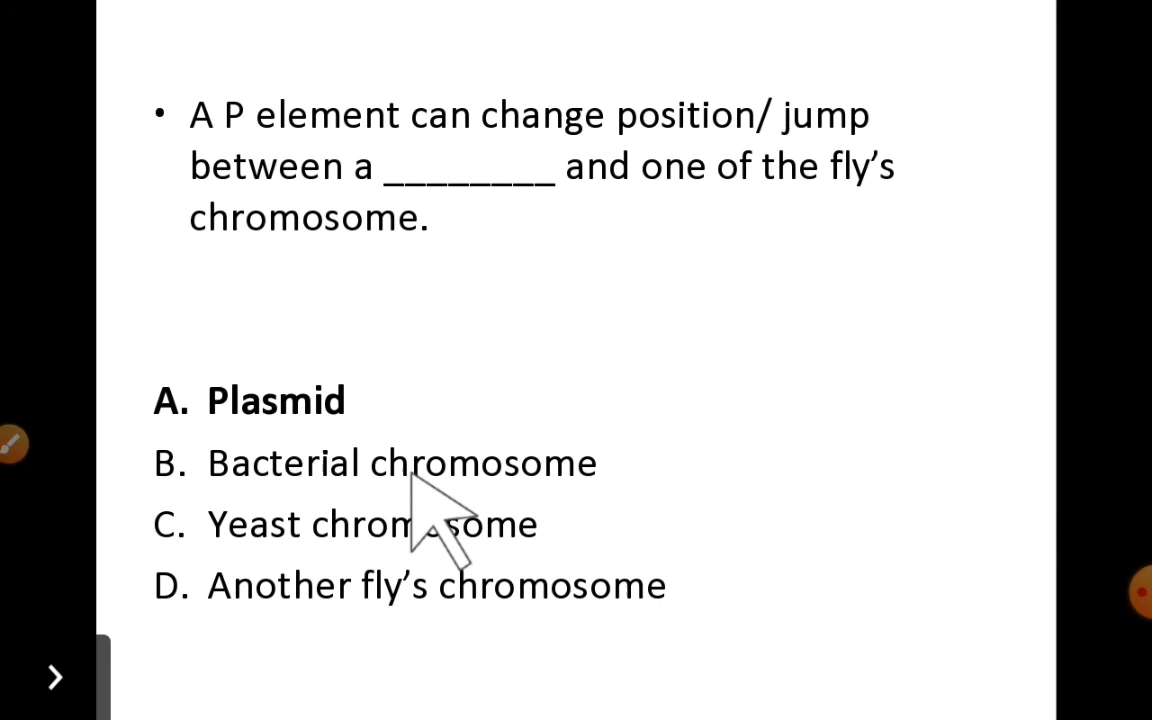 • A P element can change position/ jump
between a ________ and one of the fly’s
chromosome.
A. Plasmid
B. Bacterial chromosome
C. Yeast chromosome
D. Another fly’s chromosome